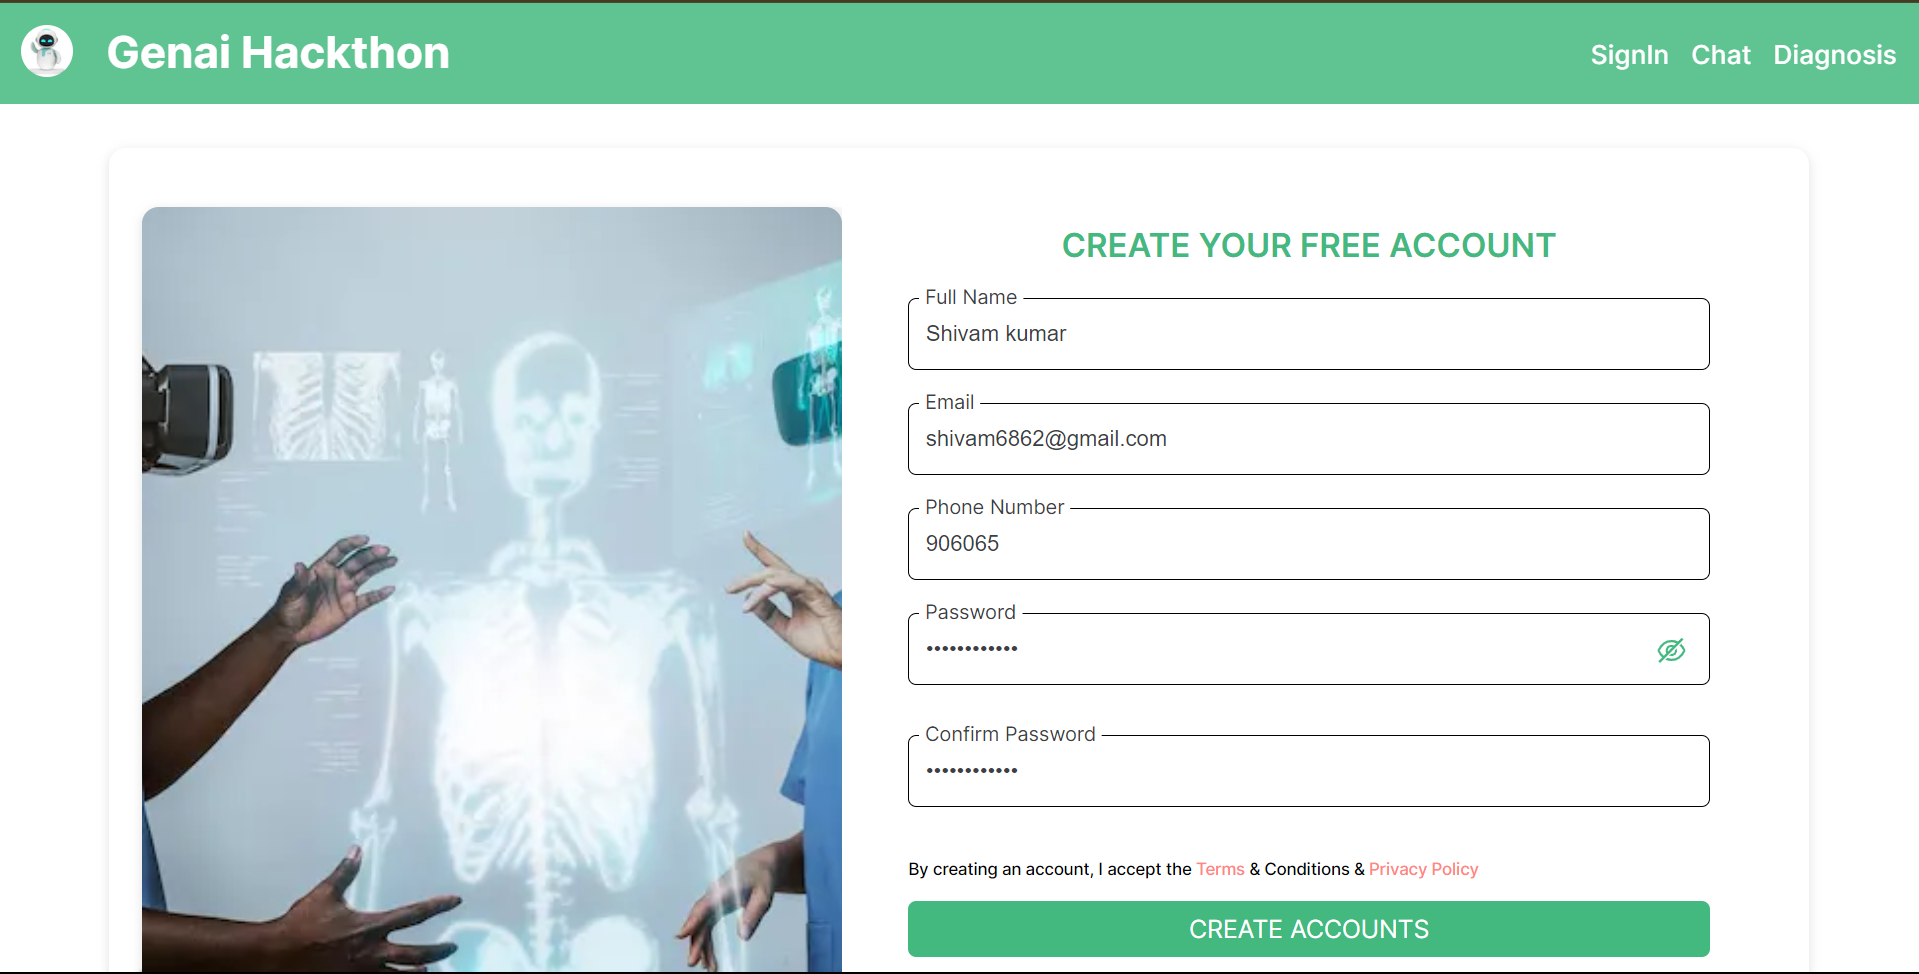 Genai Hackthon
SignIn Chat Diagnosis
CREATE YOUR FREE ACCOUNT
Full Name
Shivam kumar
Email
shivam6862@gmail.com
Phone Number
906065
Password
••••••••••••
Confirm Password
••••••••••••
By creating an account, I accept the Terms & Conditions & Privacy Policy
CREATE ACCOUNTS